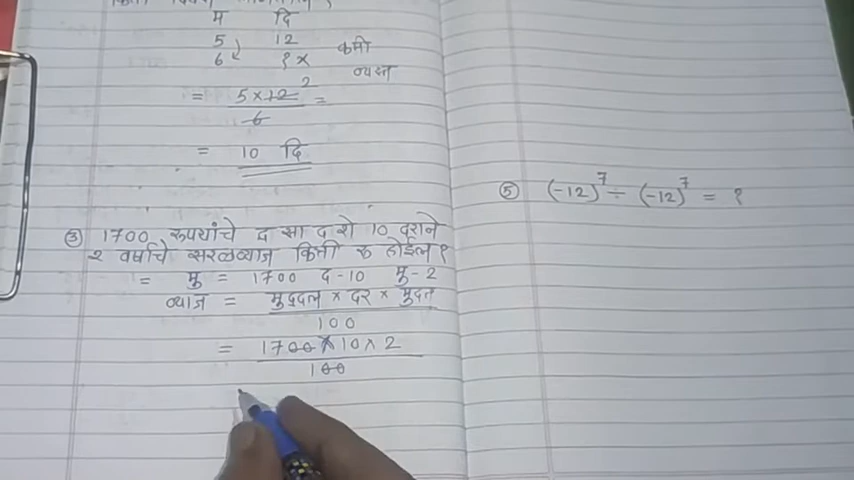 म दि
5 12
6 ? x कमी
व्यस्त
= 5 × 12 2 =
6
= 10 दि
③ 1700 रुपयांचे द सा द शे 10 दराने
२ वर्षाचे सरळव्याज किती रु होईल ?
= मु = 1700 द-10 मु-2
व्याज = मुद्दल × दर × मुदत
100
= 1700 × 10 × 2
100
⑤ (-12)^7 ÷ (-12)^7 = ?